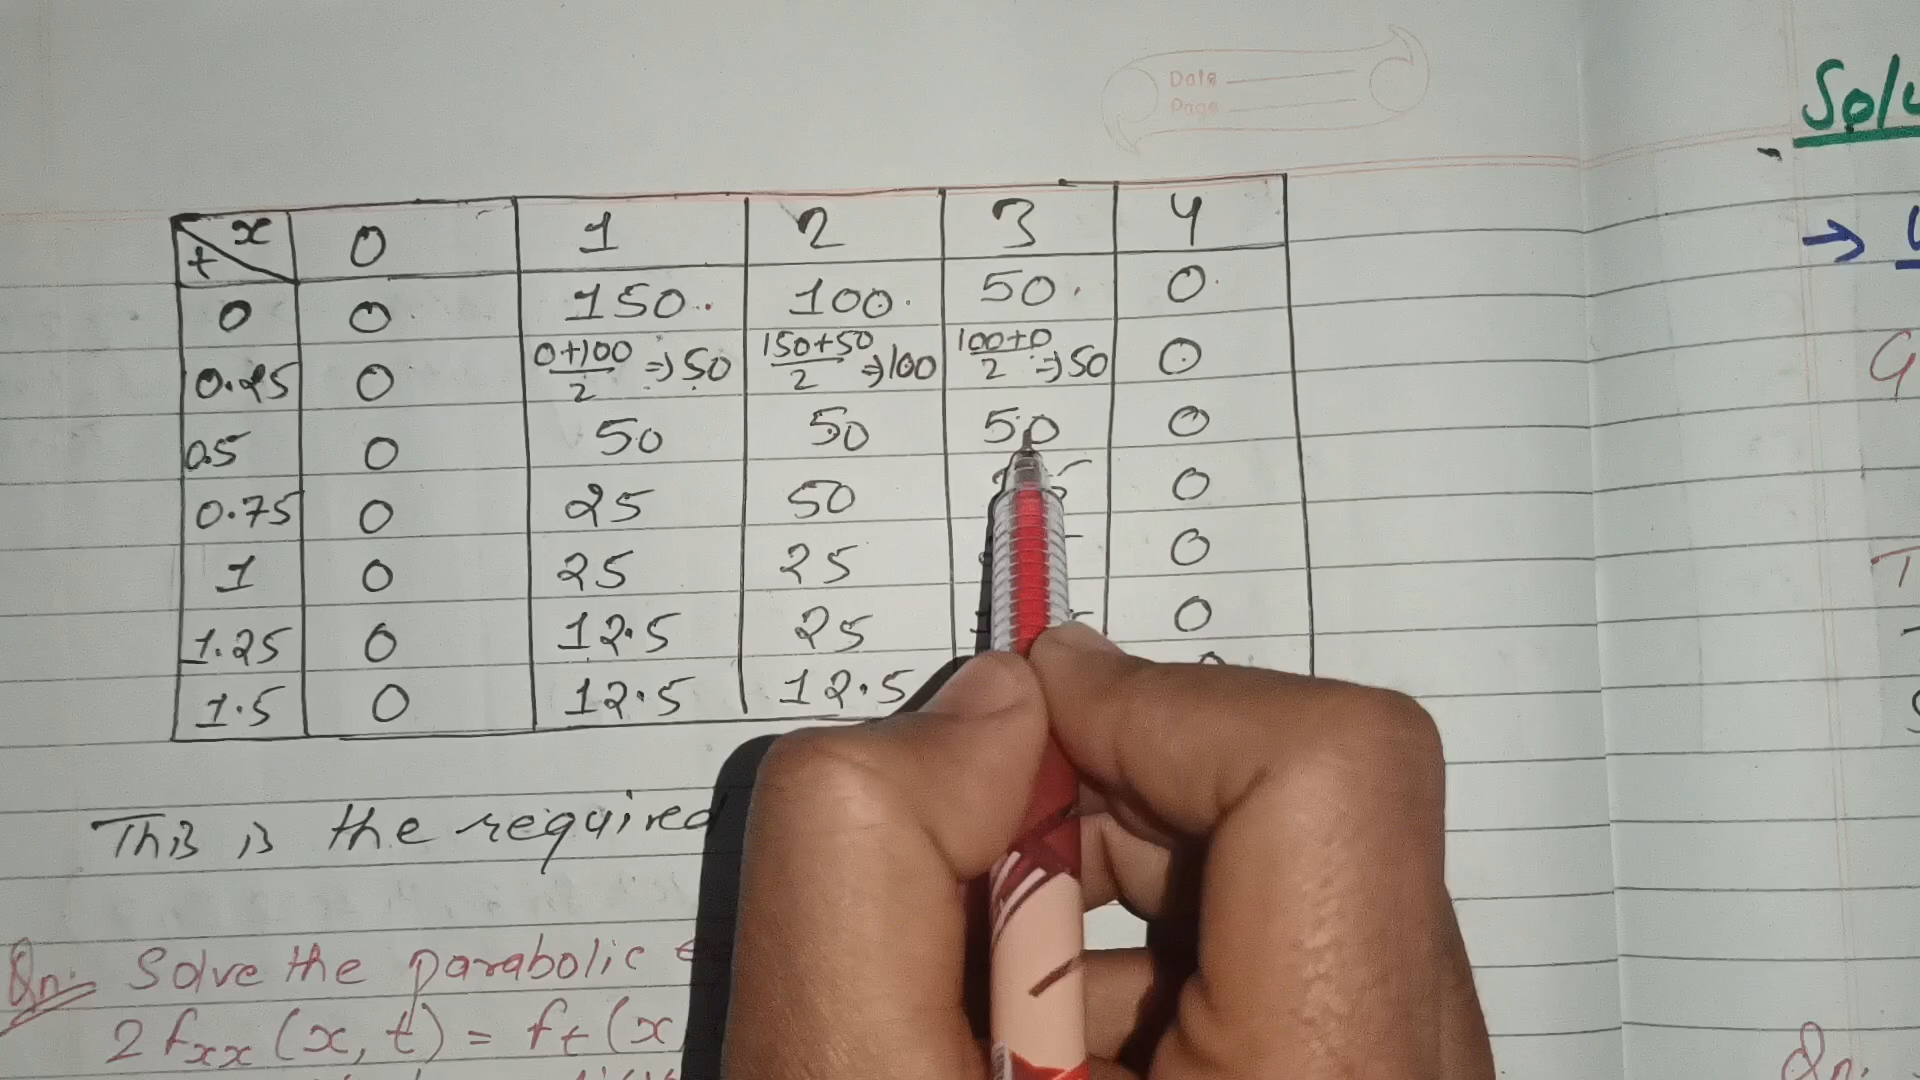 Date
Page
Solu
x t 0 1 2 3 4
0 0 150. 100. 50. 0.
0.25 0 0+100/2 ⇒ 50 150+50/2 ⇒ 100 100+0/2 ⇒ 50 0
0.5 0 50 50 50 0
0.75 0 25 50 0
1 0 25 25 0
1.25 0 12.5 25 0
1.5 0 12.5 12.5
This is the required
Qn: Solve the parabolic
2fxx(x, t) = ft(x,
Qn.